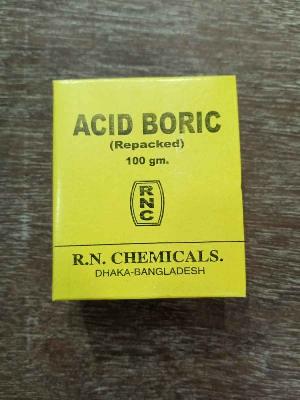 ACID BORIC
(Repacked)
100 gm.
RNC
R.N. CHEMICALS.
DHAKA-BANGLADESH